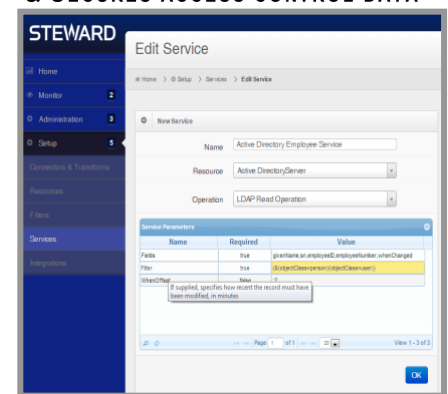 & SECURES ACCESS CONTROL DATA
STEWARD
Edit Service
Home
Home > Setup > Services > Edit Service
Monitor 2
New Service
Administration 3
Name Active Directory Employee Service
Setup 5
Connectors & Transforms
Resource Active DirectoryServer
Resources
Operation LDAP Read Operation
Filters
Service Parameters
Services
Name Required Value
Integrations
Fields true givenName,sn,employeeID,employeeNumber,whenChanged
Filter true (&(objectClass=person)(objectClass=user))
WhenOffset false
If supplied, specifies how recent the record must have
been modified, in minutes
Page 1 of 1 View 1 - 3 of 3
OK